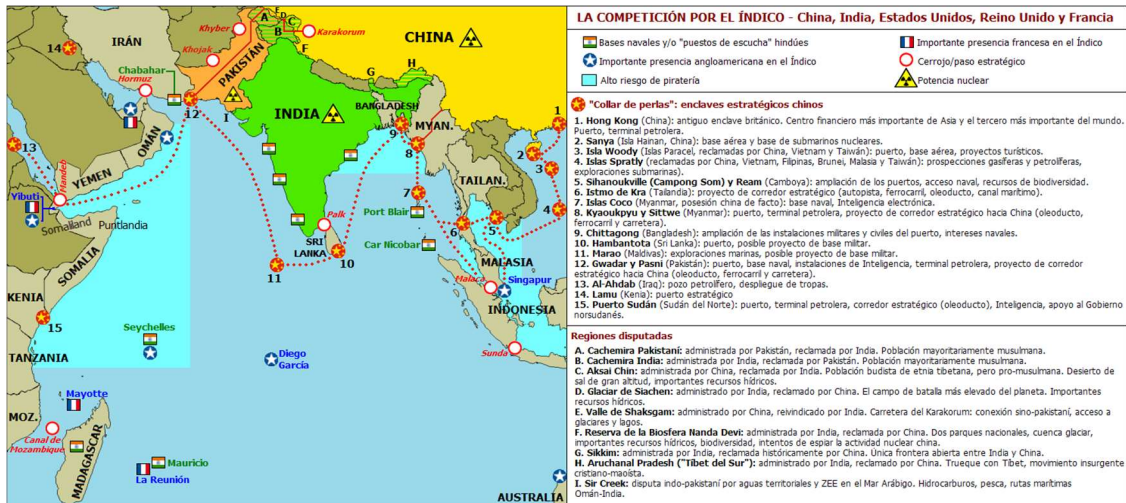 LA COMPETICIÓN POR EL ÍNDICO - China, India, Estados Unidos, Reino Unido y Francia
Bases navales y/o "puestos de escucha" hindúes
Importante presencia francesa en el Índico
Importante presencia angloamericana en el Índico
Cerrojo/paso estratégico
Alto riesgo de piratería
Potencia nuclear
"Collar de perlas": enclaves estratégicos chinos
1. Hong Kong (China): antiguo enclave británico. Centro financiero más importante de Asia y el tercero más importante del mundo.
Puerto, terminal petrolera.
2. Sanya (Isla Hainan, China): base aérea y base de submarinos nucleares.
3. Isla Woody (Islas Paracel, reclamadas por China, Vietnam y Taiwán): puerto, base aérea, proyectos turísticos.
4. Islas Spratly (reclamadas por China, Vietnam, Filipinas, Brunei, Malasia y Taiwán): prospecciones gasíferas y petrolíferas,
exploraciones submarinas).
5. Sihanoukville (Campong Som) y Ream (Camboya): ampliación de los puertos, acceso naval, recursos de biodiversidad.
6. Istmo de Kra (Tailandia): proyecto de corredor estratégico (autopista, ferrocarril, oleoducto, canal marítimo).
7. Islas Coco (Myanmar, posesión china de facto): base naval, Inteligencia electrónica.
8. Kyaoukpyu y Sittwe (Myanmar): puerto, terminal petrolera, proyecto de corredor estratégico hacia China (oleoducto,
ferrocarril y carretera).
9. Chittagong (Bangladesh): ampliación de las instalaciones militares y civiles del puerto, intereses navales.
10. Hambantota (Sri Lanka): puerto, posible proyecto de base militar.
11. Marao (Maldivas): exploraciones marinas, posible proyecto de base militar.
12. Gwadar y Pasni (Pakistán): puerto, base naval, instalaciones de Inteligencia, terminal petrolera, proyecto de corredor
estratégico hacia China (oleoducto, ferrocarril y carretera).
13. Al-Ahdab (Iraq): pozo petrolífero, despliegue de tropas.
14. Lamu (Kenia): puerto estratégico
15. Puerto Sudán (Sudán del Norte): puerto, terminal petrolera, corredor estratégico (oleoducto), Inteligencia, apoyo al Gobierno
norsudanés.
Regiones disputadas
A. Cachemira Pakistaní: administrada por Pakistán, reclamada por India. Población mayoritariamente musulmana.
B. Cachemira India: administrada por India, reclamada por Pakistán. Población mayoritariamente musulmana.
C. Aksai Chin: administrada por China, reclamada por India. Población budista de etnia tibetana, pero pro-musulmana. Desierto de
sal de gran altitud, importantes recursos hídricos.
D. Glaciar de Siachen: administrado por India, reclamado por China. El campo de batalla más elevado del planeta. Importantes
recursos hídricos.
E. Valle de Shaksgam: administrado por China, reivindicado por India. Carretera del Karakorum: conexión sino-pakistaní, acceso a
glaciares y lagos.
F. Reserva de la Biosfera Nanda Devi: administrada por India, reclamada por China. Dos parques nacionales, cuenca glaciar,
importantes recursos hídricos, biodiversidad, intentos de espiar la actividad nuclear china.
G. Sikkim: administrada por India, reclamada históricamente por China. Única frontera abierta entre India y China.
H. Aruchanal Pradesh ("Tíbet del Sur"): administrado por India, reclamado por China. Trueque con Tíbet, movimiento insurgente
cristiano-maoísta.
I. Sir Creek: disputa indo-pakistaní por aguas territoriales y ZEE en el Mar Arábigo. Hidrocarburos, pesca, rutas marítimas
Omán-India.
14
IRÁN
Khyber
Khojak
A
B
C
D
E
F
Karakorum
CHINA
Chabahar
Hormuz
PAKISTÁN
12
I
INDIA
G
H
BANGLADESH
9
MYAN.
8
1
2
3
4
13
OMÁN
YEMEN
Mandeb
Yibuti
Somailand
Puntlandia
SOMALIA
TAILAN.
7
Port Blair
Palk
SRI
LANKA
10
11
Car Nicobar
6
5
MALASIA
Malaca
Singapur
INDONESIA
Sunda
KENIA
15
TANZANIA
Seychelles
Diego
García
Mayotte
MOZ.
Canal de
Mozambique
MADAGASCAR
Mauricio
La Reunión
AUSTRALIA